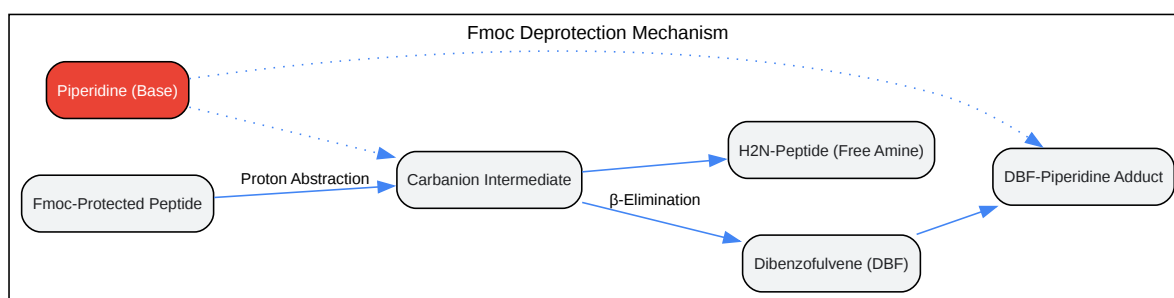 Fmoc Deprotection Mechanism
Piperidine (Base)
Fmoc-Protected Peptide
Proton Abstraction
Carbanion Intermediate
β-Elimination
H2N-Peptide (Free Amine)
Dibenzofulvene (DBF)
DBF-Piperidine Adduct